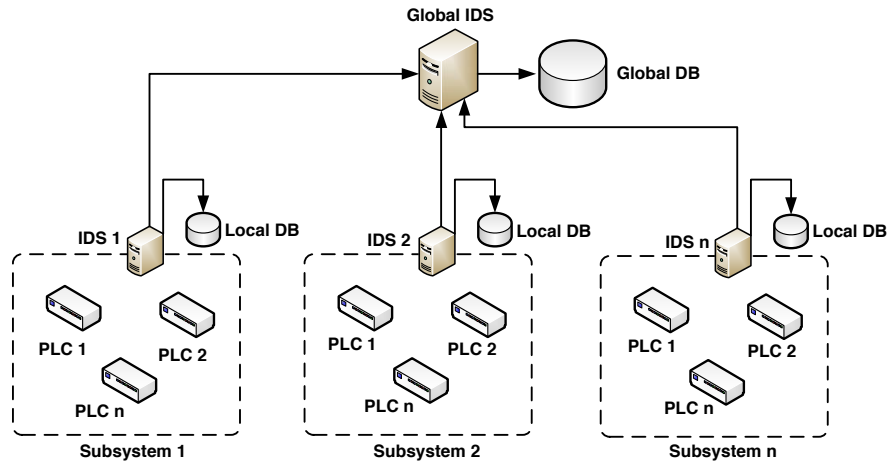 Global IDS
Global DB
IDS 1
Local DB
IDS 2
Local DB
IDS n
Local DB
PLC 1
PLC 2
PLC n
PLC 1
PLC 2
PLC n
PLC 1
PLC 2
PLC n
Subsystem 1
Subsystem 2
Subsystem n